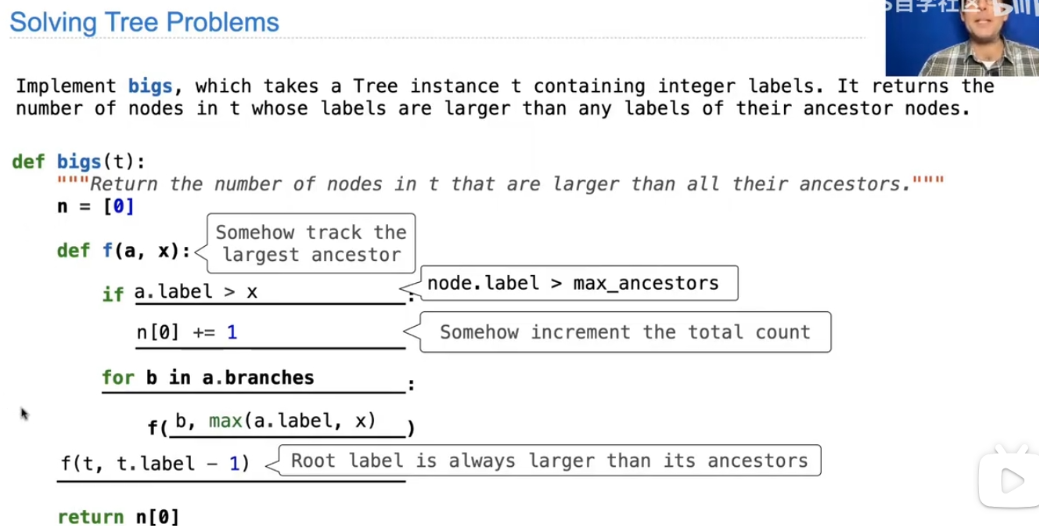 Solving Tree Problems
自学社区
Implement bigs, which takes a Tree instance t containing integer labels. It returns the
number of nodes in t whose labels are larger than any labels of their ancestor nodes.
def bigs(t):
"""Return the number of nodes in t that are larger than all their ancestors."""
n = [0]
def f(a, x):
Somehow track the
largest ancestor
if a.label > x :
node.label > max_ancestors
n[0] += 1
Somehow increment the total count
for b in a.branches :
f( b, max(a.label, x) )
f(t, t.label - 1)
Root label is always larger than its ancestors
return n[0]